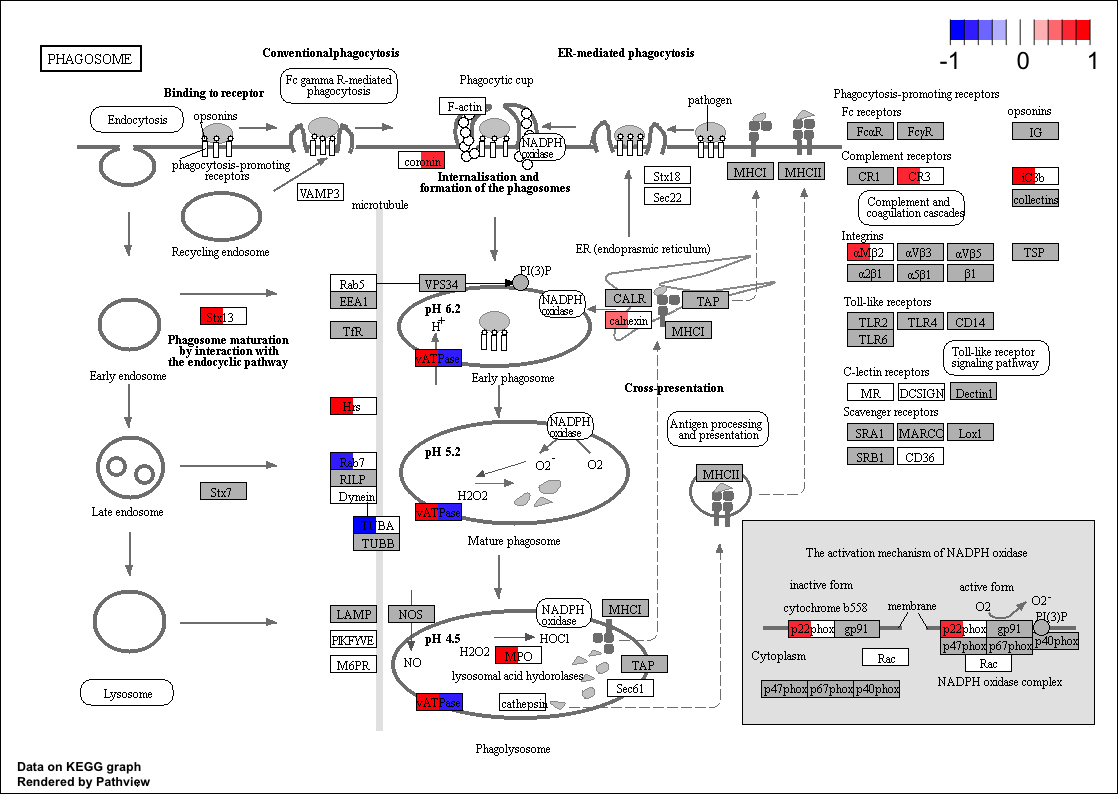 -1
0
1
PHAGOSOME
Conventionalphagocytosis
ER-mediated phagocytosis
Fc gamma R-mediated
phagocytosis
Phagocytic cup
F-actin
Binding to receptor
opsonins
Endocytosis
NADPH
oxidase
pathogen
phagocytosis-promoting
receptors
coronin
Internalisation and
formation of the phagosomes
VAMP3
Stx18
Sec22
MHCI
MHCII
microtubule
Recycling endosome
ER (endoprasmic reticulum)
Phagocytosis-promoting receptors
Fc receptors
opsonins
FcαR
FcγR
IG
Complement receptors
CR1
CR3
iC3b
collectins
Complement and
coagulation cascades
Integrins
αMβ2
αVβ3
αVβ5
TSP
α2β1
α5β1
β1
Toll-like receptors
TLR2
TLR4
CD14
TLR6
Toll-like receptor
signaling pathway
C-lectin receptors
MR
DCSIGN
Dectin1
Scavenger receptors
SRA1
MARCO
Lox1
SRB1
CD36
Rab5
EEA1
TfR
VPS34
PI(3)P
pH 6.2
H+
NADPH
oxidase
CALR
TAP
calnexin
MHCI
vATPase
Stx13
Phagosome maturation
by interaction with
the endocyclic pathway
Early endosome
Early phagosome
Cross-presentation
Hrs
NADPH
oxidase
Antigen processing
and presentation
pH 5.2
O2-
O2
H2O2
Rab7
RILP
Dynein
TUBA
TUBB
vATPase
Stx7
MHCII
Late endosome
Mature phagosome
LAMP
PIKFYVE
M6PR
NOS
NO
NADPH
oxidase
MHCI
pH 4.5
HOCl
H2O2
MPO
lysosomal acid hydorolases
TAP
Sec61
vATPase
cathepsin
Lysosome
Phagolysosome
The activation mechanism of NADPH oxidase
inactive form
active form
cytochrome b558
membrane
O2
O2-
PI(3)P
p22phox
gp91
p22phox
gp91
p47phox
p67phox
p40phox
Cytoplasm
Rac
Rac
p47phox
p67phox
p40phox
NADPH oxidase complex
Data on KEGG graph
Rendered by Pathview